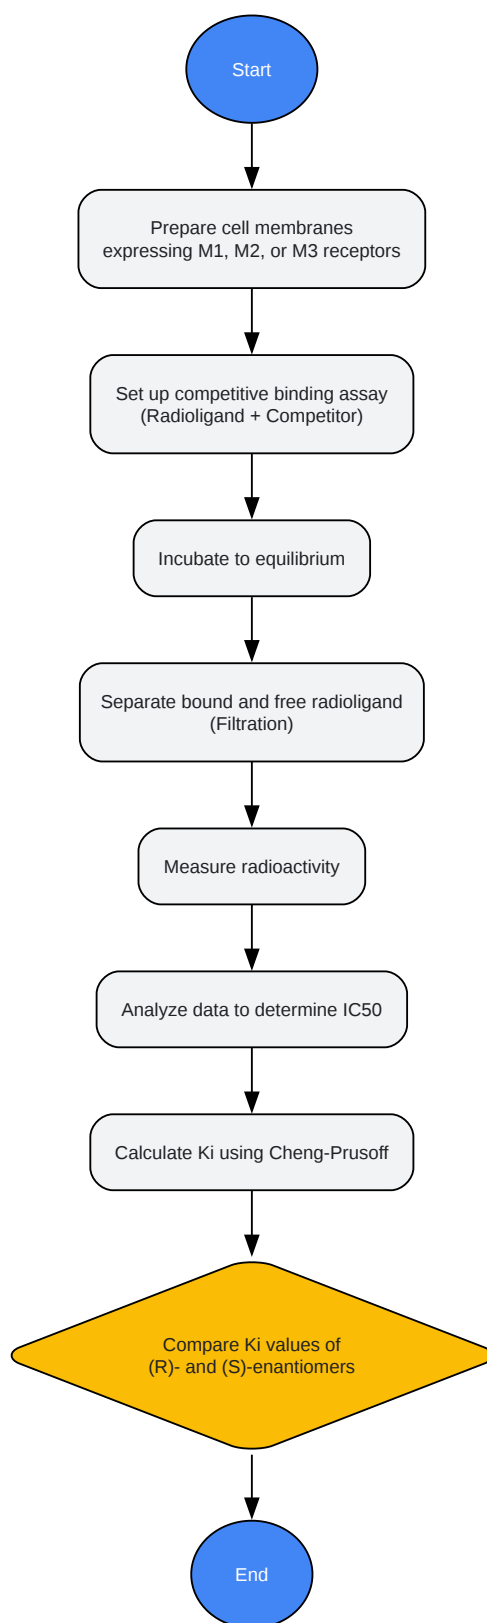 Start
Prepare cell membranes
expressing M1, M2, or M3 receptors
Set up competitive binding assay
(Radioligand + Competitor)
Incubate to equilibrium
Separate bound and free radioligand
(Filtration)
Measure radioactivity
Analyze data to determine IC50
Calculate Ki using Cheng-Prusoff
Compare Ki values of
(R)- and (S)-enantiomers
End